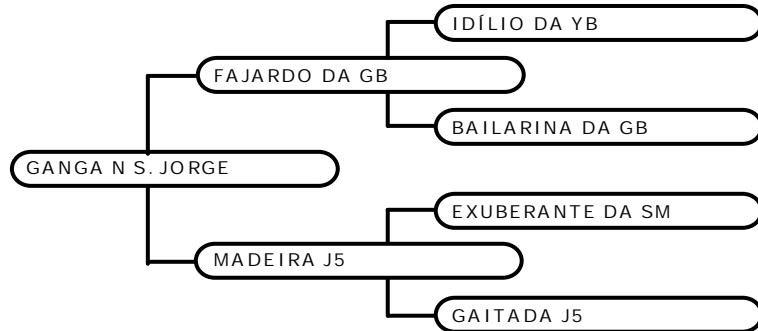 IDÍLIO DA YB
FAJARDO DA GB
BAILARINA DA GB
GANGA N S. JORGE
EXUBERANTE DA SM
MADEIRA J5
GAITADA J5